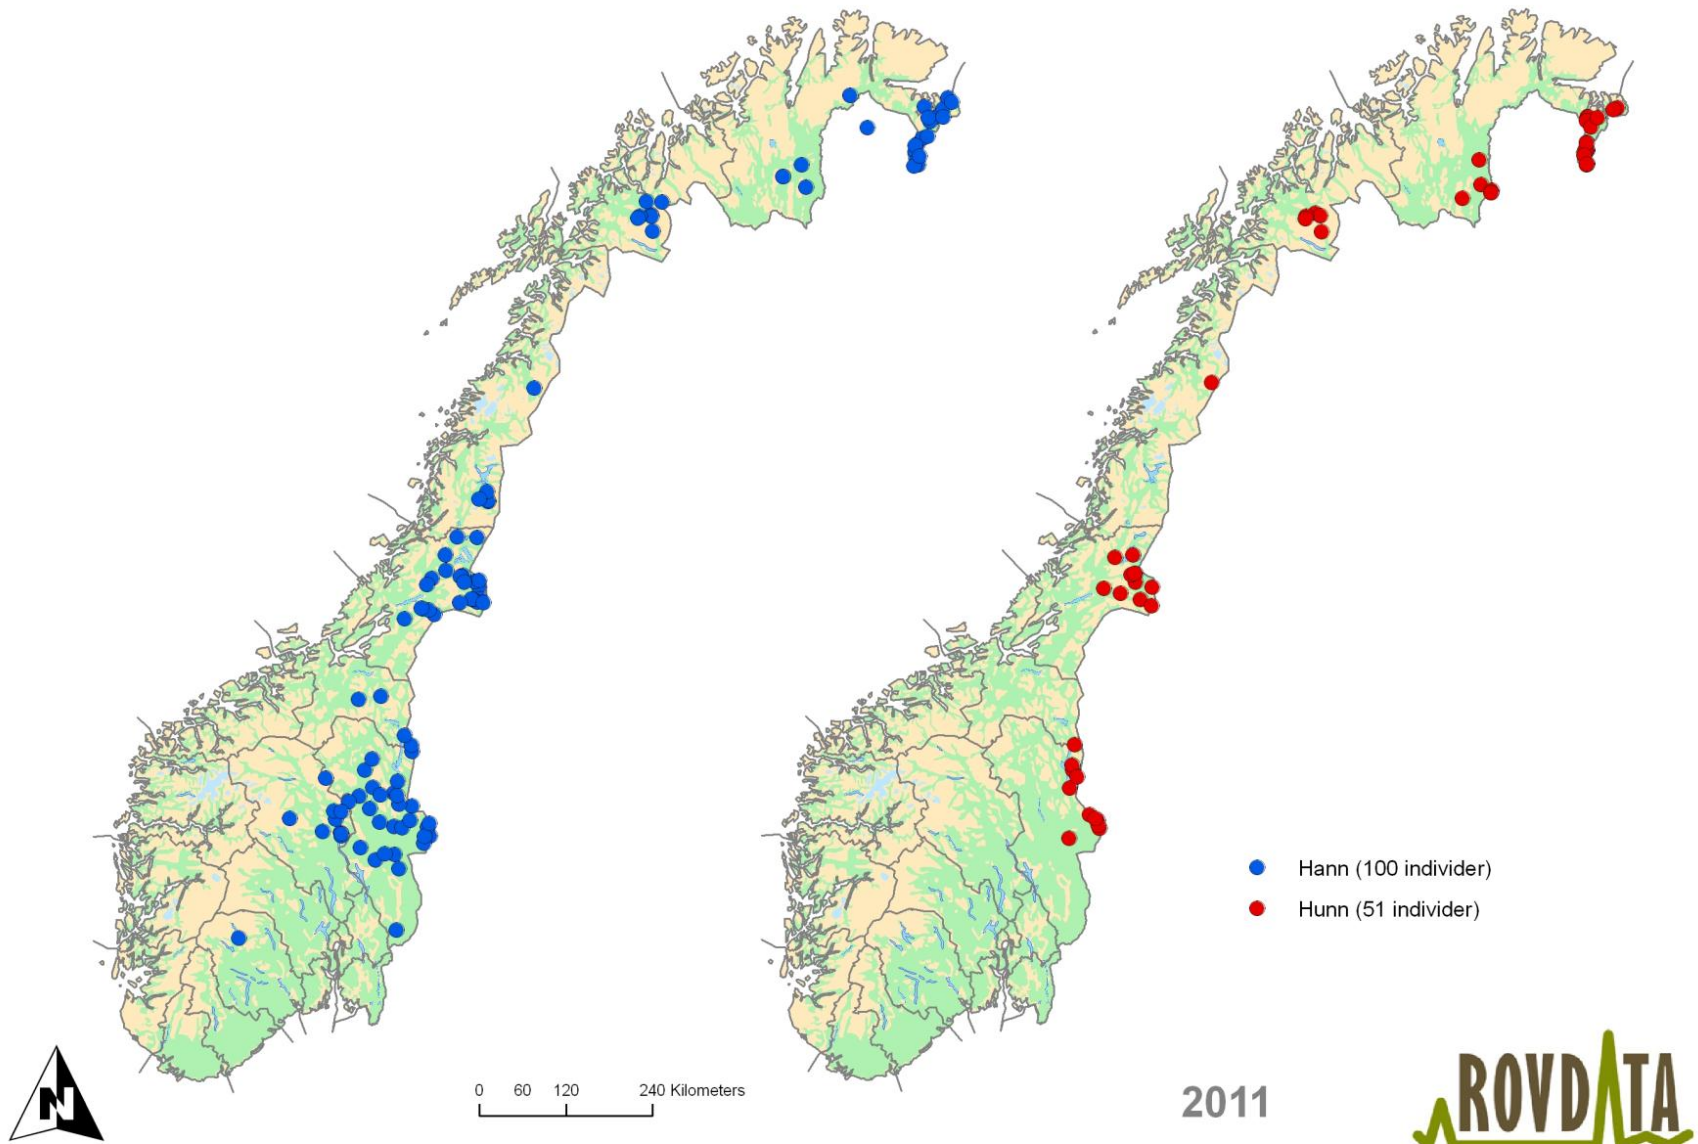 Hann (100 individer)
Hunn (51 individer)
0 60 120 240 Kilometers
N
2011
ROVDATA